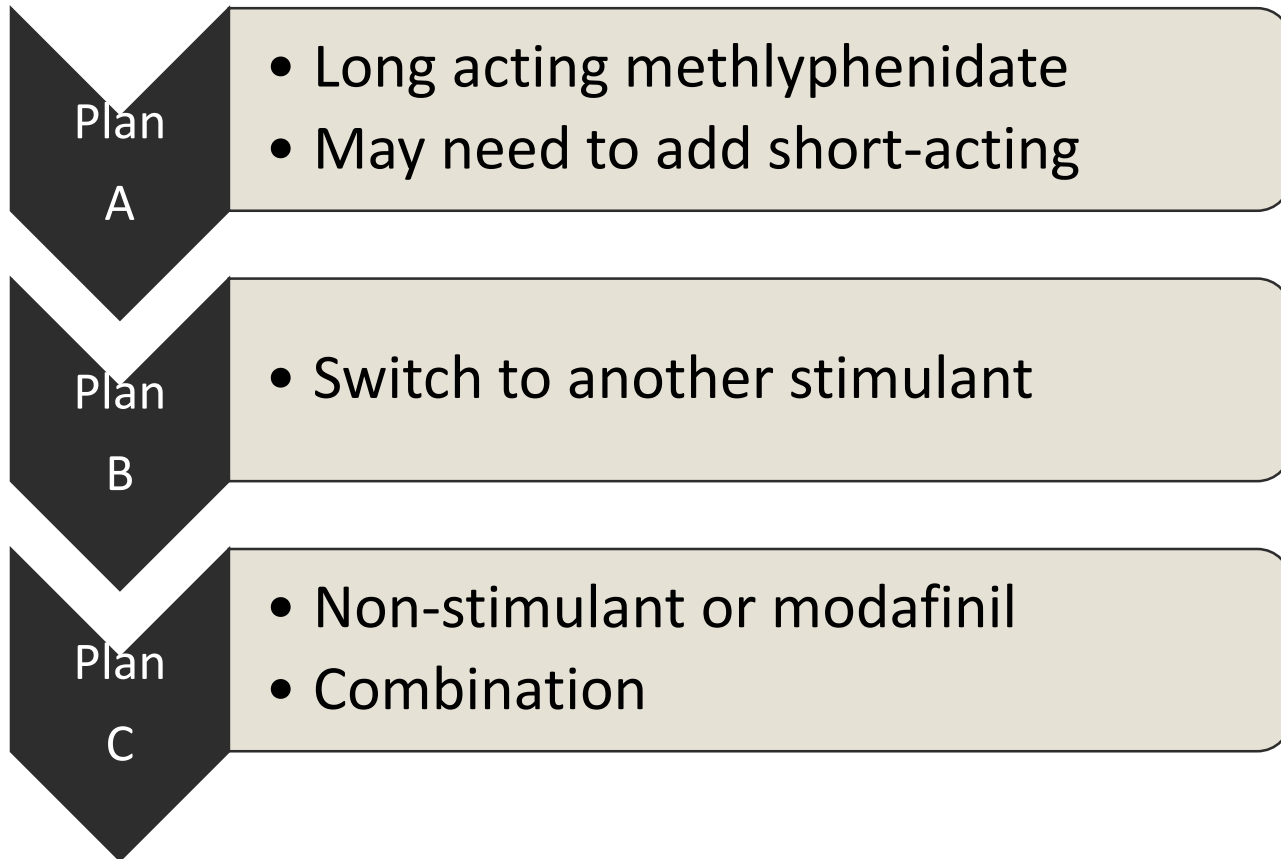 Plan
A
• Long acting methlyphenidate
• May need to add short-acting
Plan
B
• Switch to another stimulant
Plan
C
• Non-stimulant or modafinil
• Combination